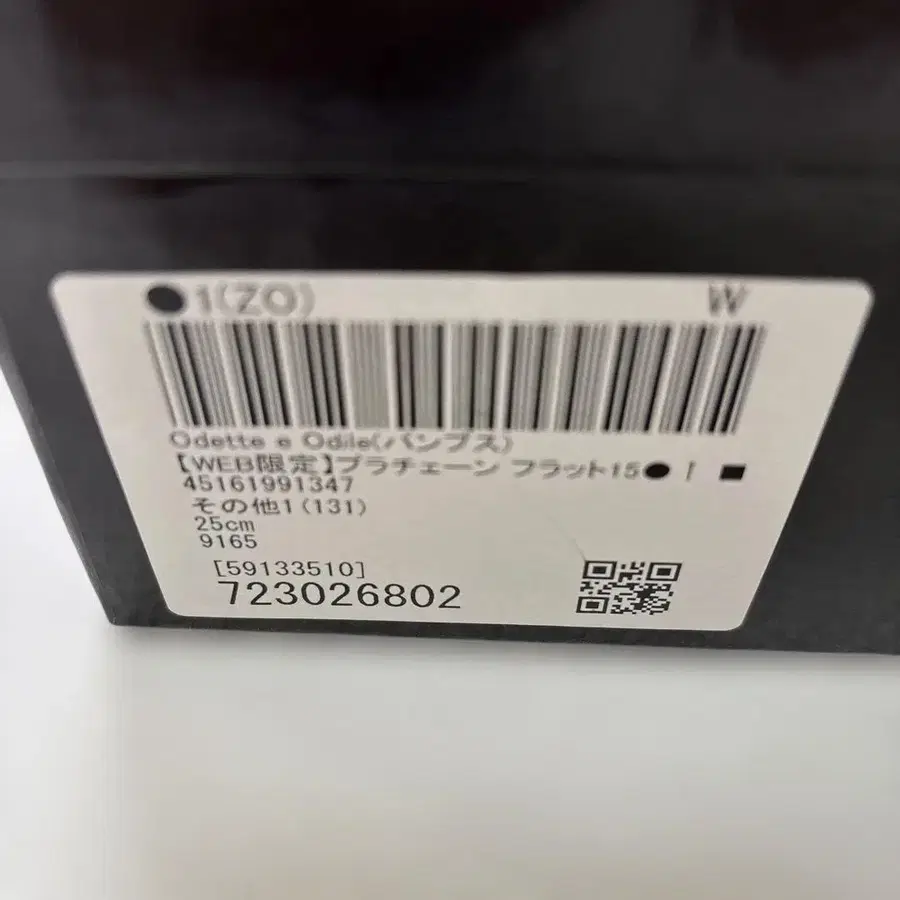 ●1(ZO) W
Odette e Odile(パンプス)
【WEB限定】プラチェーン フラット15● ■
45161991347
その他1(131)
25cm
9165
[59133510]
723026802